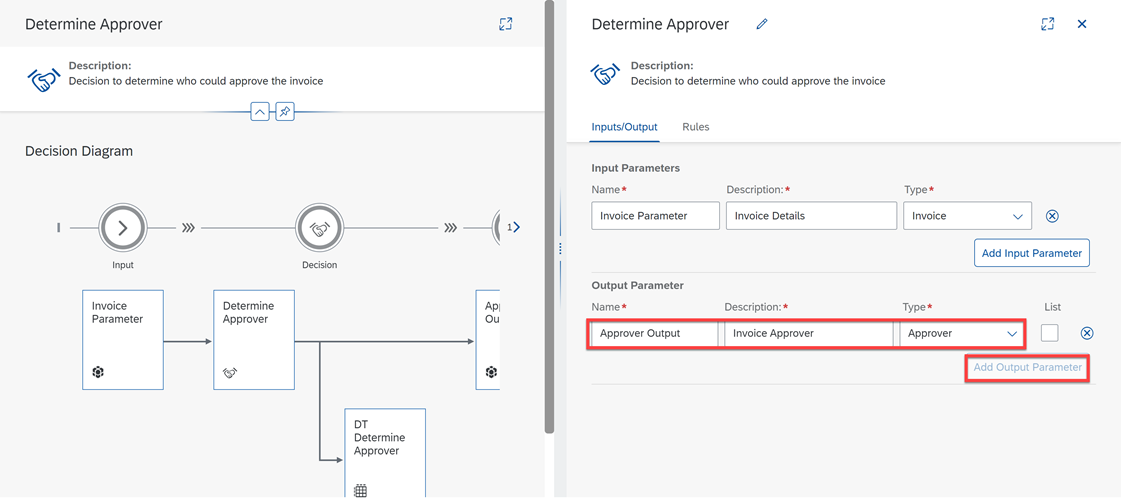 Determine Approver
Description:
Decision to determine who could approve the invoice
Decision Diagram
1
Input
Decision
Invoice
Parameter
Determine
Approver
App
Ou
DT
Determine
Approver
Determine Approver
Description:
Decision to determine who could approve the invoice
Inputs/Output
Rules
Input Parameters
Name*
Description: *
Type*
Invoice Parameter
Invoice Details
Invoice
Add Input Parameter
Output Parameter
Name*
Description: *
Type*
List
Approver Output
Invoice Approver
Approver
Add Output Parameter